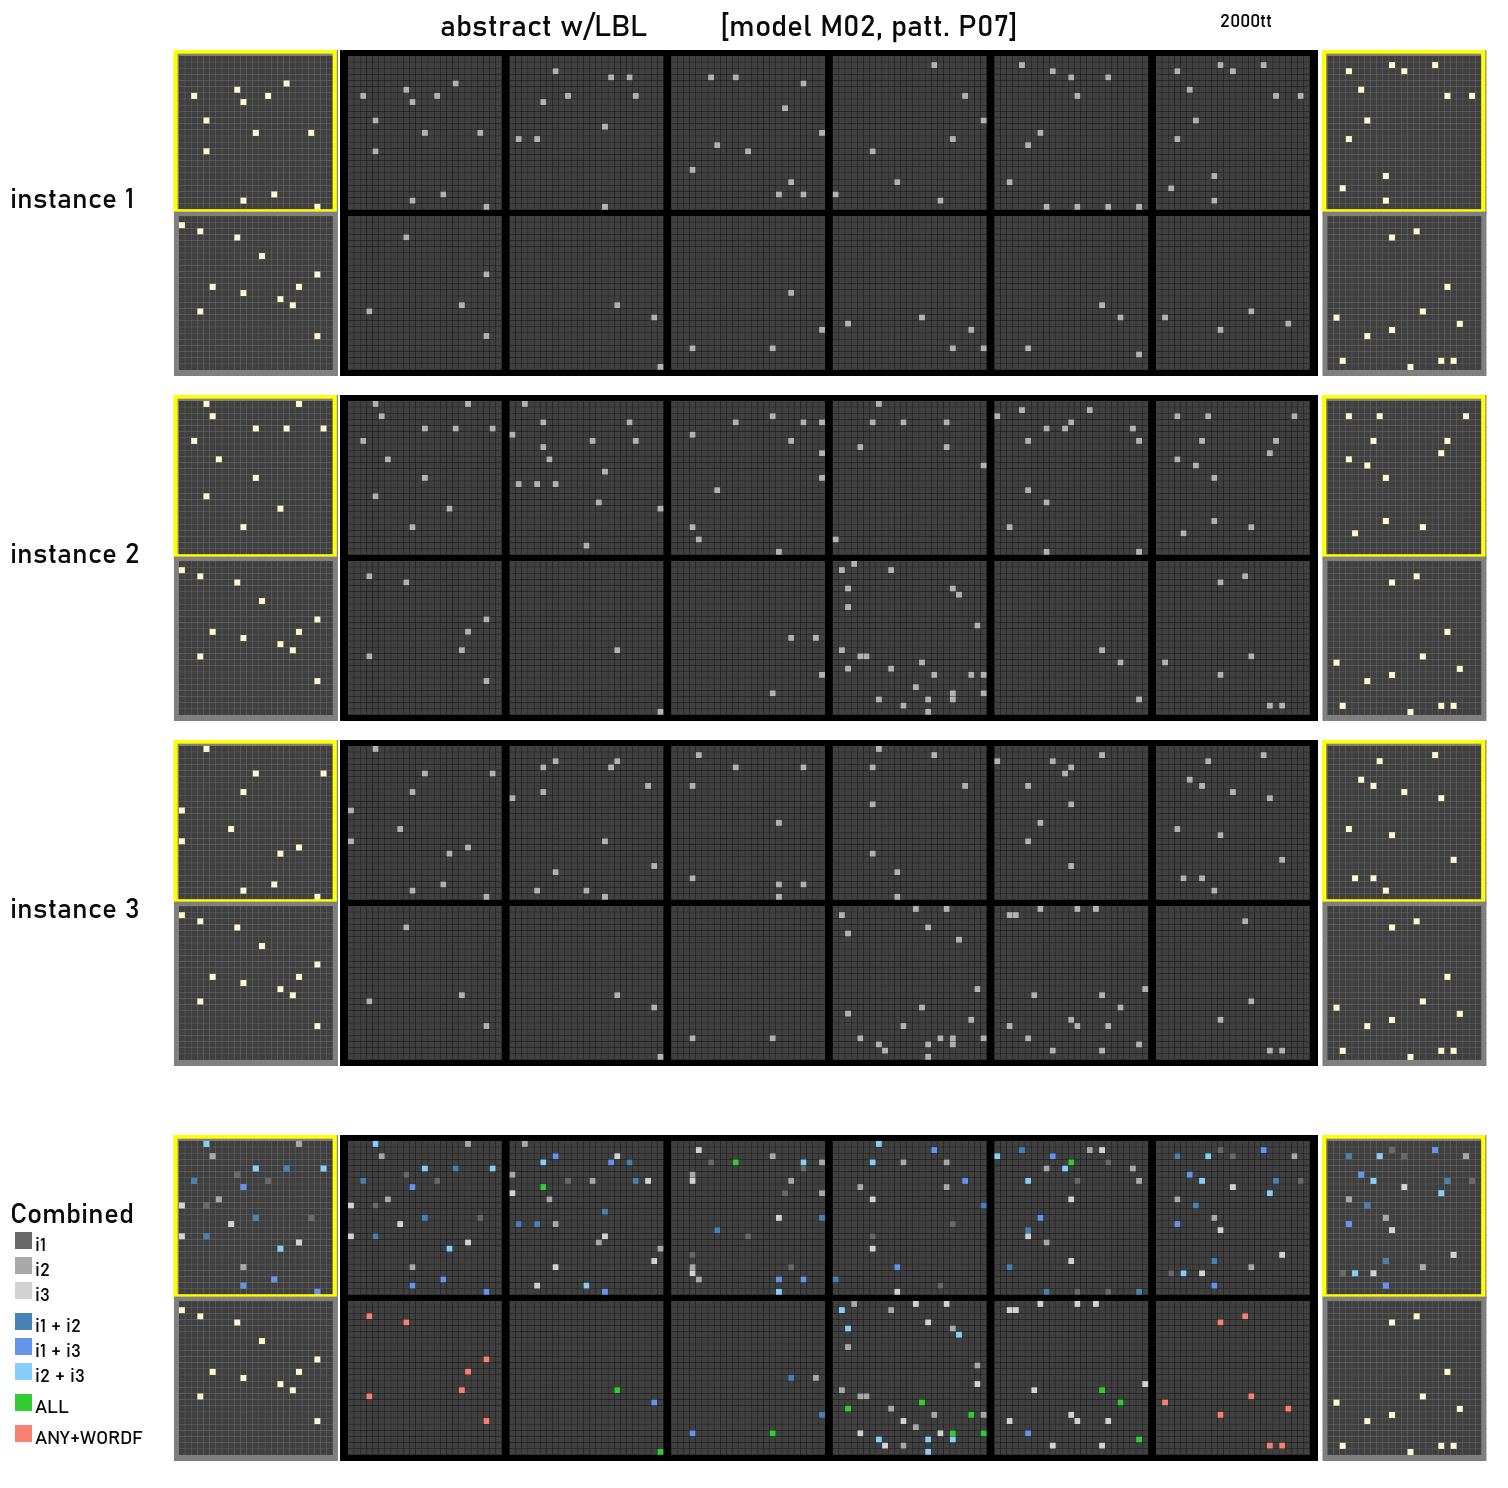 abstract w/LBL [model M02, patt. P07] 2000tt
instance 1
instance 2
instance 3
Combined
i1
i2
i3
i1 + i2
i1 + i3
i2 + i3
ALL
ANY+WORDF